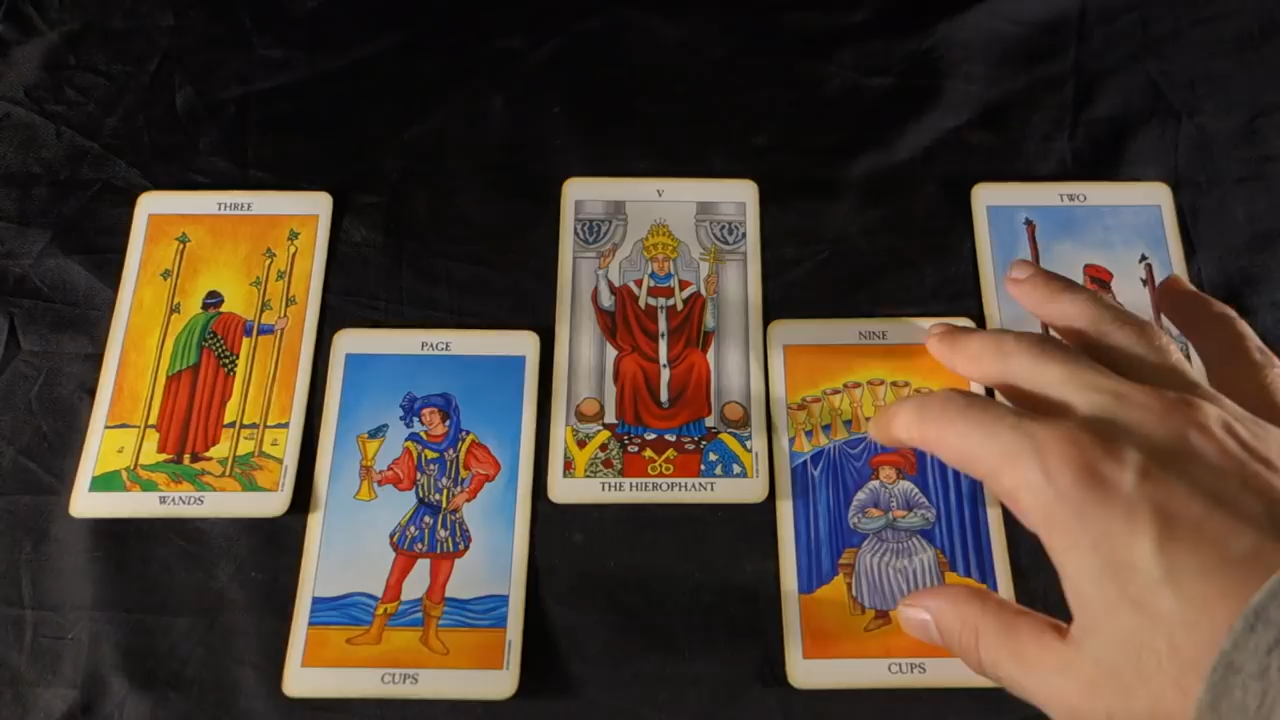 THREE
WANDS
PAGE
CUPS
V
THE HIEROPHANT
NINE
CUPS
TWO